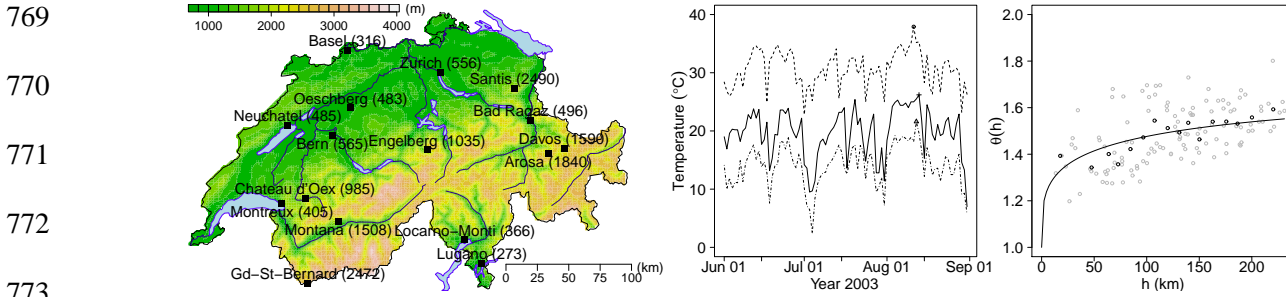 769
770
771
772
773
1000 2000 3000 4000 (m)
Basel (316)
Zürich (556)
Santis (2490)
Oeschberg (483)
Neuchatel (485)
Bad Ragaz (496)
Bern (565)
Engelberg (1035)
Davos (1590)
Arosa (1840)
Chateau d'Oex (985)
Montreux (405)
Montana (1508)
Locarno−Monti (366)
Lugano (273)
Gd−St−Bernard (2472)
0 25 50 75 100 (km)
Temperature (°C)
40
30
20
10
0
Jun 01 Jul 01 Aug 01 Sep 01
Year 2003
θ(h)
2.0
1.8
1.6
1.4
1.2
1.0
0 50 100 150 200
h (km)